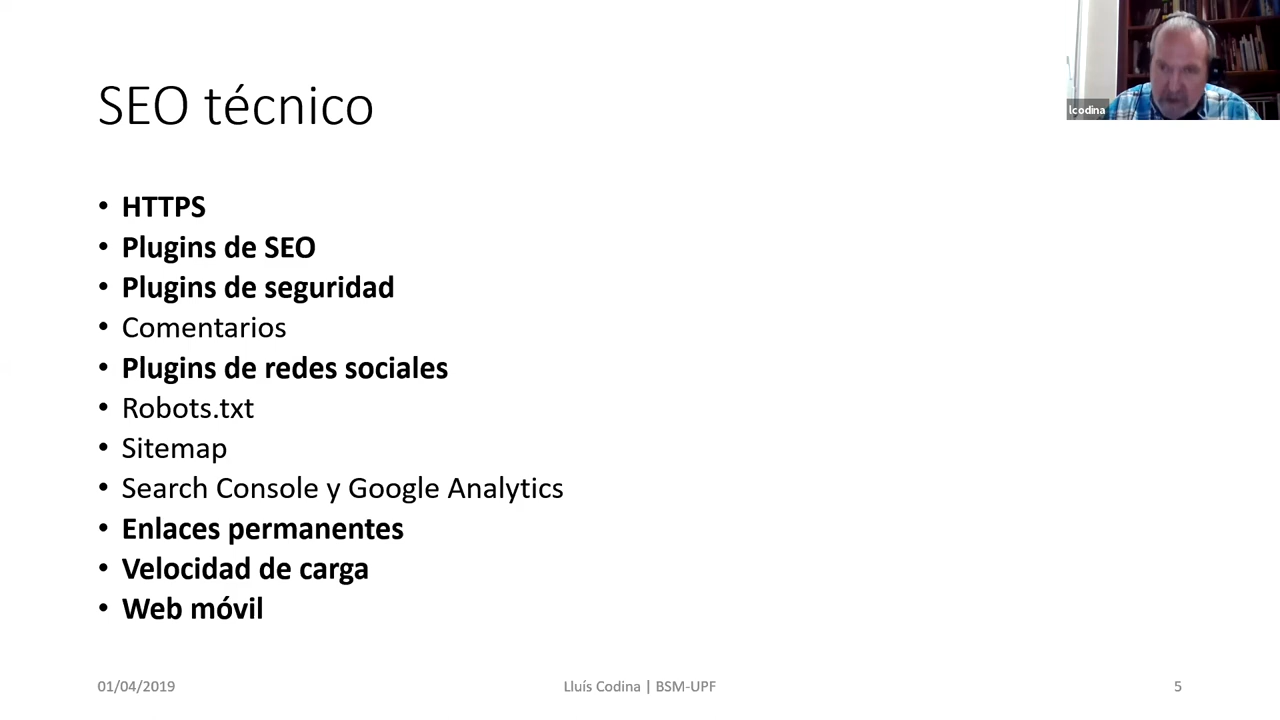 SEO técnico
lcodina
• HTTPS
• Plugins de SEO
• Plugins de seguridad
• Comentarios
• Plugins de redes sociales
• Robots.txt
• Sitemap
• Search Console y Google Analytics
• Enlaces permanentes
• Velocidad de carga
• Web móvil
01/04/2019
Lluís Codina | BSM-UPF
5